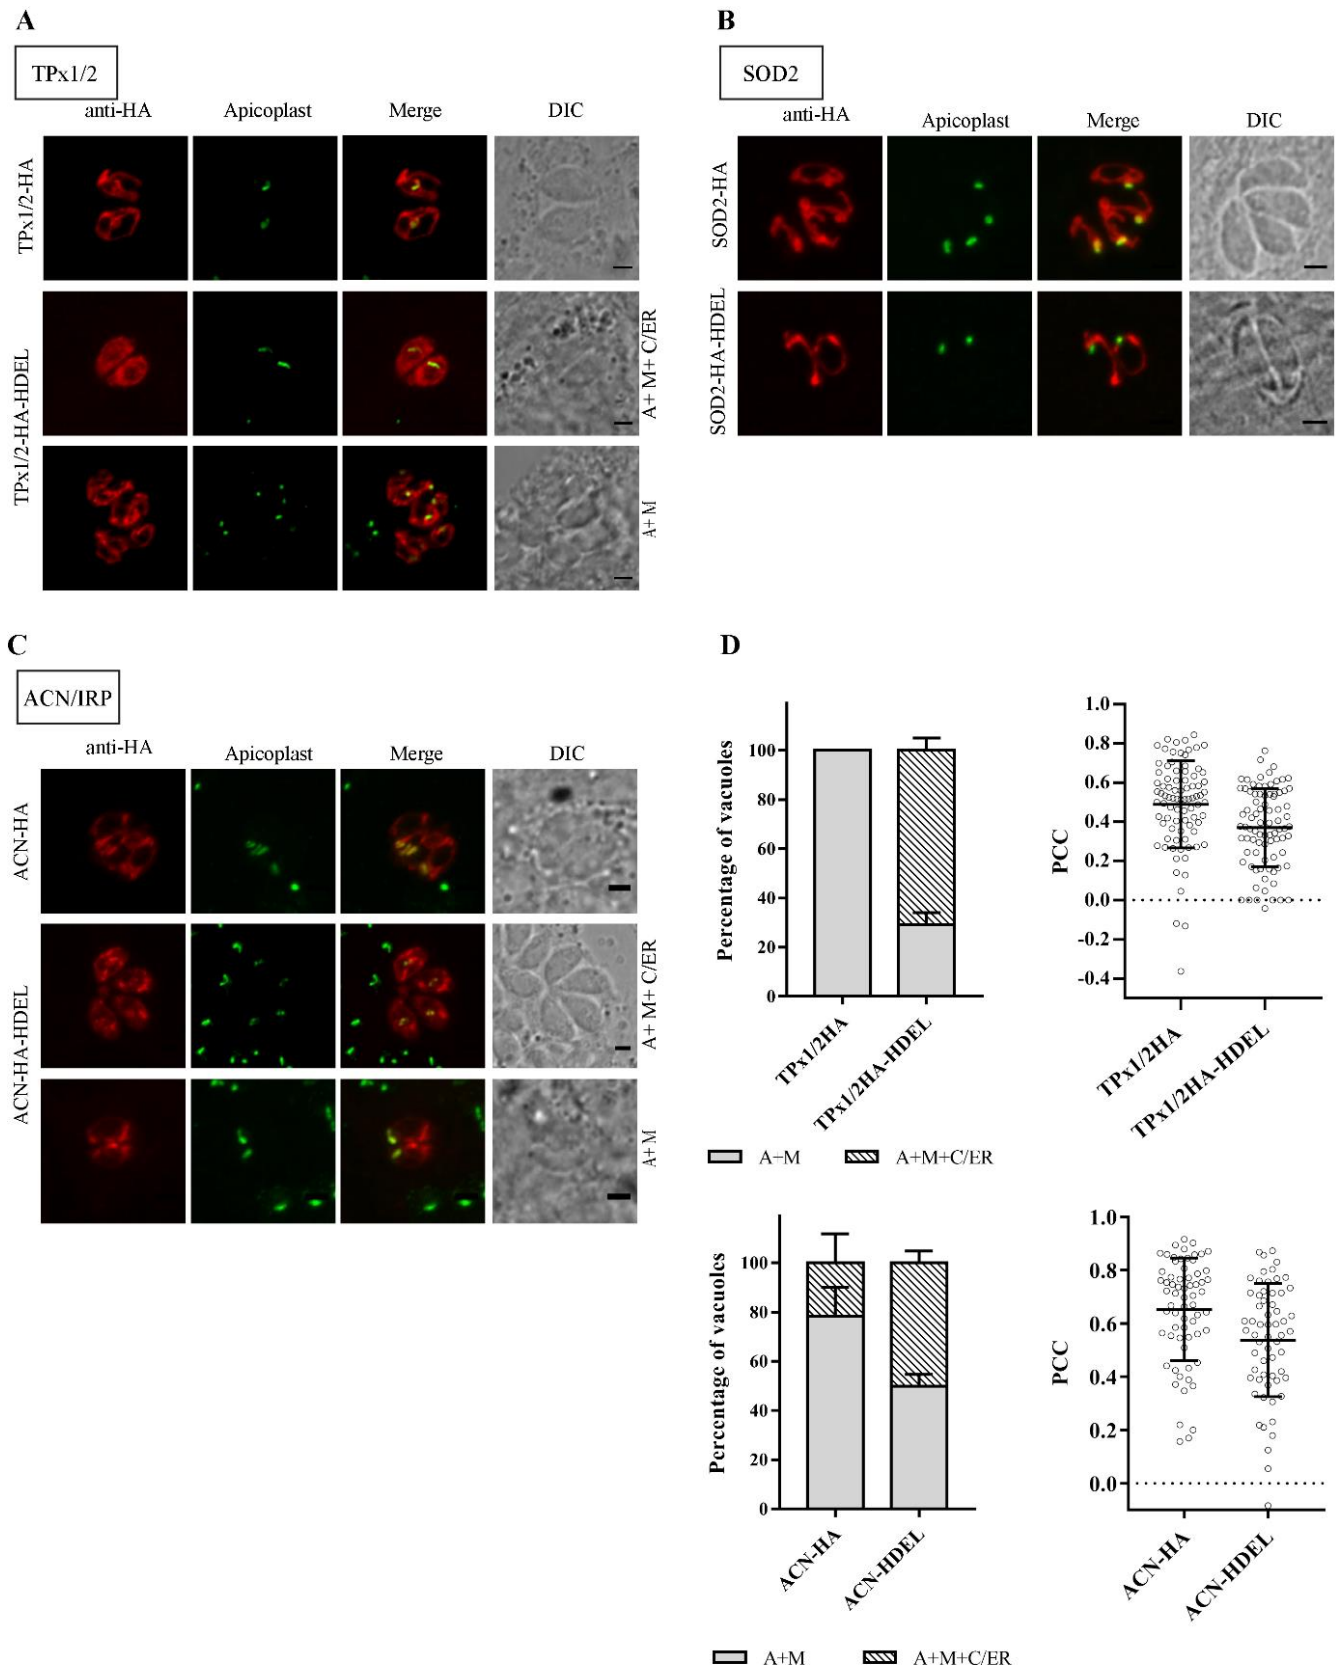 A
TPx1/2
anti-HA Apicoplast Merge DIC
TPx1/2-HA
TPx1/2-HA-HDEL
A+ M+ C/ER
A+ M
B
SOD2
anti-HA Apicoplast Merge DIC
SOD2-HA
SOD2-HA-HDEL
C
ACN/IRP
anti-HA Apicoplast Merge DIC
ACN-HA
ACN-HA-HDEL
A+ M+ C/ER
A+ M
D
Percentage of vacuoles
100
80
60
40
20
0
TPx1/2HA
TPx1/2HA-HDEL
A+M A+M+C/ER
PCC
1.0
0.8
0.6
0.4
0.2
0.0
-0.2
-0.4
TPx1/2HA
TPx1/2HA-HDEL
Percentage of vacuoles
100
80
60
40
20
0
ACN-HA
ACN-HDEL
A+M A+M+C/ER
PCC
1.0
0.8
0.6
0.4
0.2
0.0
ACN-HA
ACN-HDEL